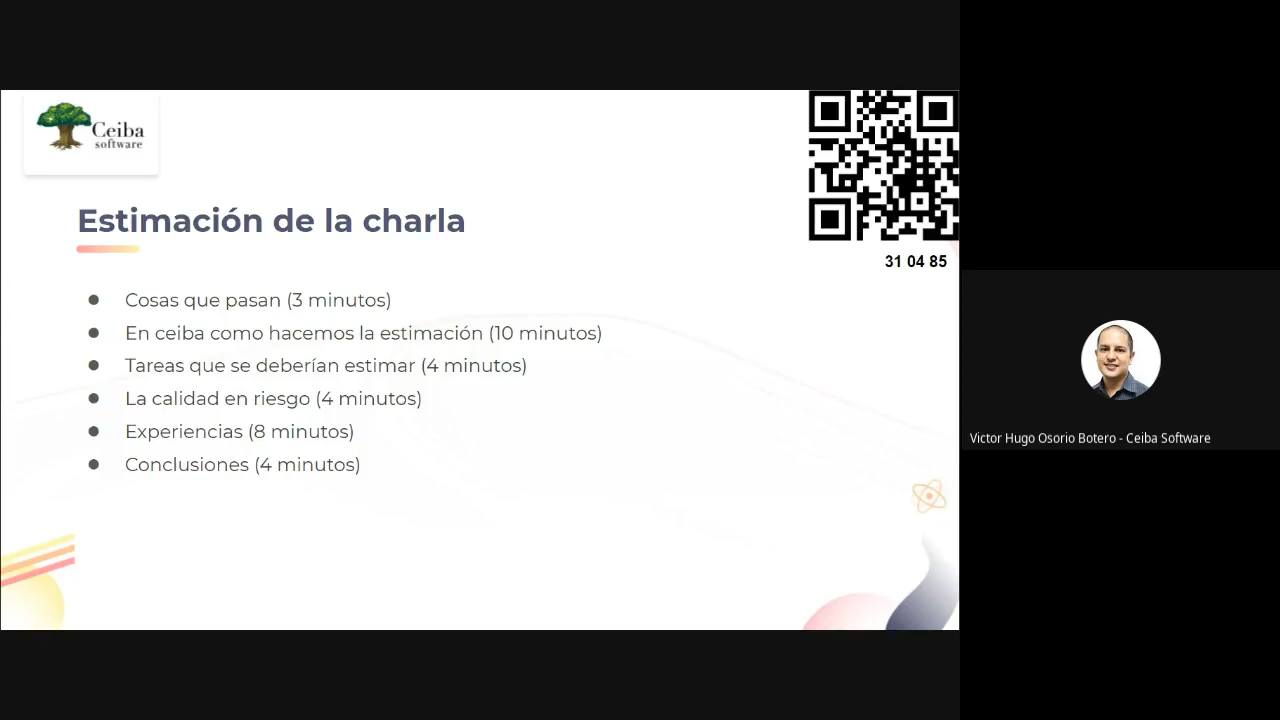 Ceiba
software
31 04 85
Estimación de la charla
● Cosas que pasan (3 minutos)
● En ceiba como hacemos la estimación (10 minutos)
● Tareas que se deberían estimar (4 minutos)
● La calidad en riesgo (4 minutos)
● Experiencias (8 minutos)
● Conclusiones (4 minutos)
Victor Hugo Osorio Botero - Ceiba Software